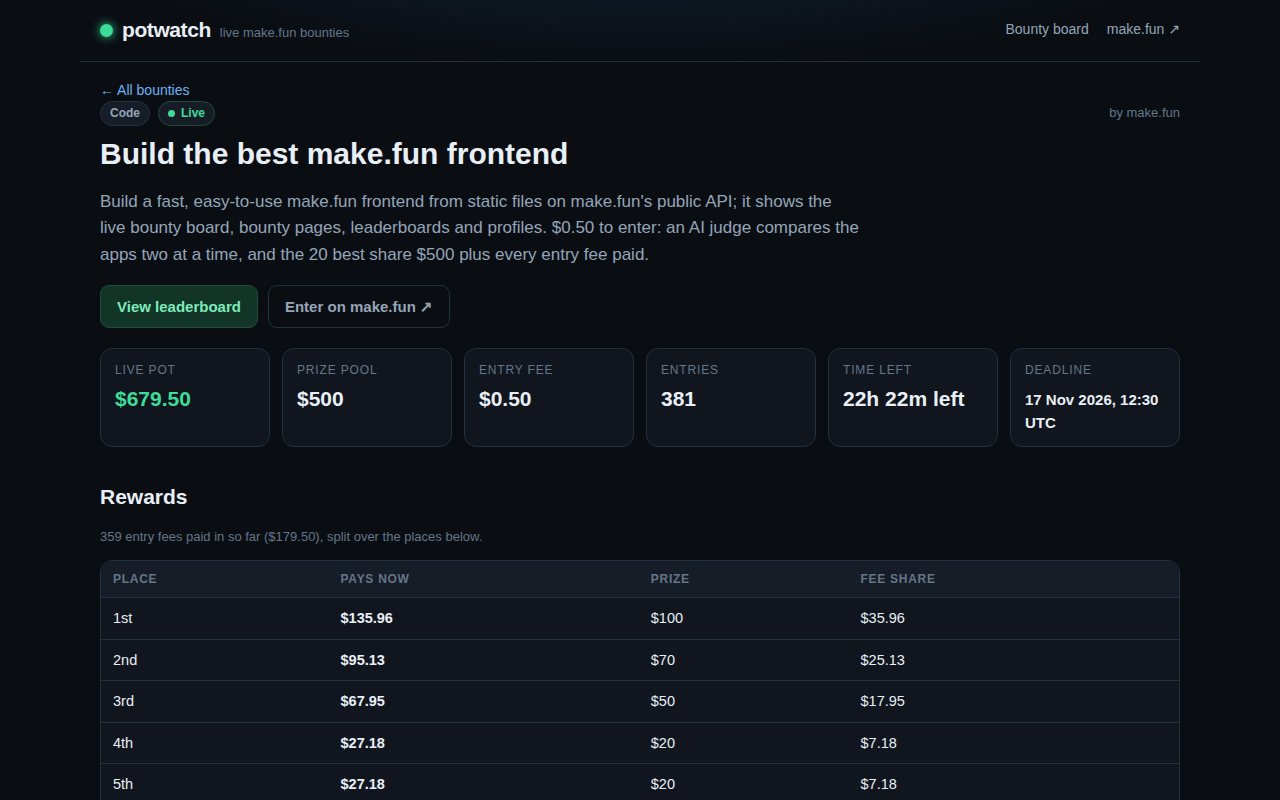 potwatch live make.fun bounties
Bounty board make.fun ↗
← All bounties
Code Live by make.fun
Build the best make.fun frontend
Build a fast, easy-to-use make.fun frontend from static files on make.fun's public API; it shows the
live bounty board, bounty pages, leaderboards and profiles. $0.50 to enter: an AI judge compares the
apps two at a time, and the 20 best share $500 plus every entry fee paid.
View leaderboard Enter on make.fun ↗
LIVE POT
$679.50
PRIZE POOL
$500
ENTRY FEE
$0.50
ENTRIES
381
TIME LEFT
22h 22m left
DEADLINE
17 Nov 2026, 12:30
UTC
Rewards
359 entry fees paid in so far ($179.50), split over the places below.
PLACE PAYS NOW PRIZE FEE SHARE
1st $135.96 $100 $35.96
2nd $95.13 $70 $25.13
3rd $67.95 $50 $17.95
4th $27.18 $20 $7.18
5th $27.18 $20 $7.18